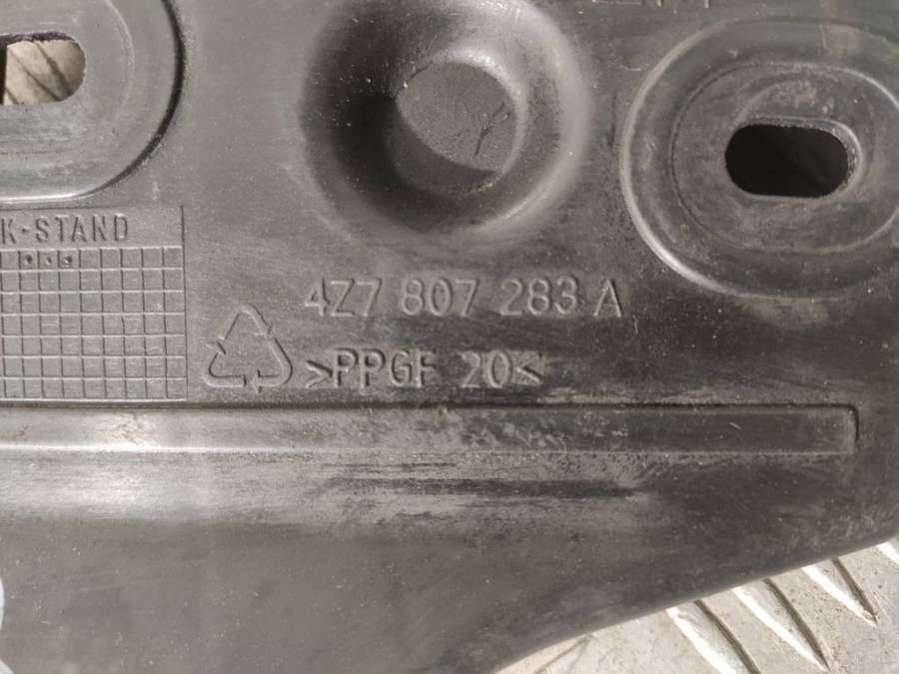 K-STAND
4Z7 807 283 A
>PPGF 20<